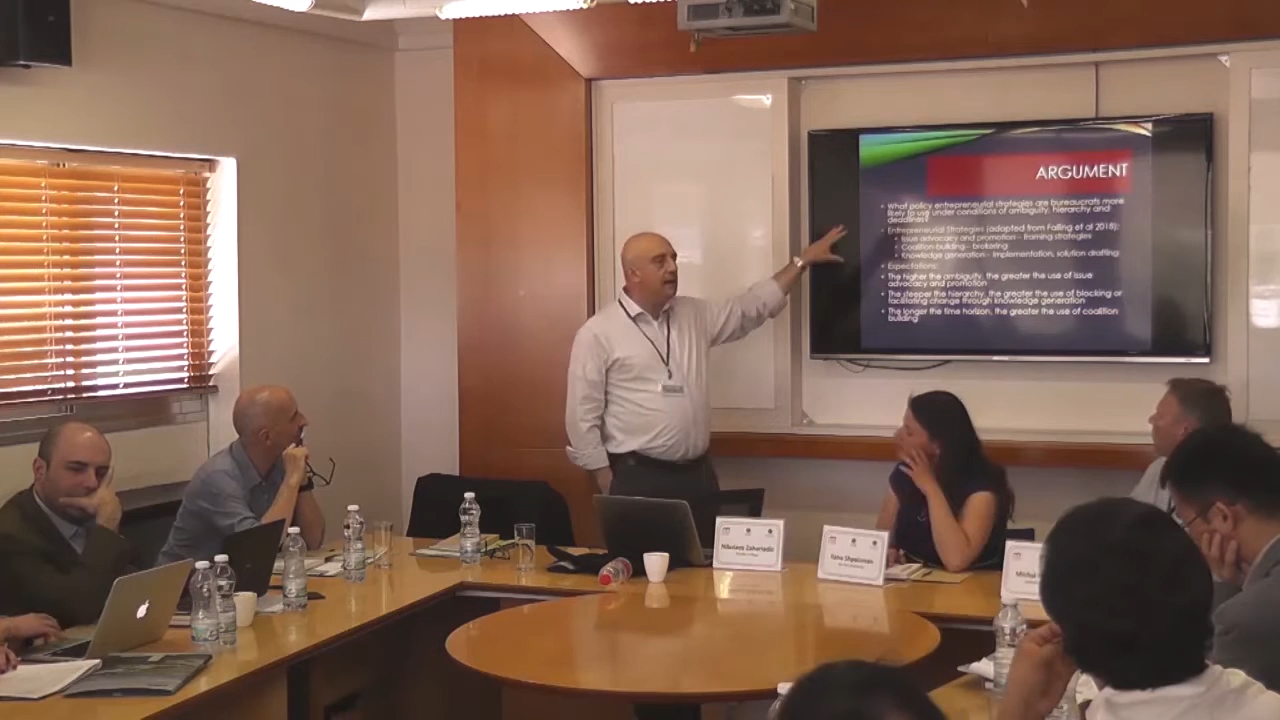 ARGUMENT
What policy entrepreneurial strategies are bureaucrats more
likely to use under conditions of ambiguity, hierarchy and
deadlines?
Entrepreneurial Strategies (adopted from Falling et al 2018):
Issue advocacy and promotion – framing strategies
Coalition-building – brokering
Knowledge generation – implementation, solution drafting
Expectations:
The higher the ambiguity, the greater the use of issue
advocacy and promotion
The steeper the hierarchy, the greater the use of blocking or
facilitating change through knowledge generation
The longer the time horizon, the greater the use of coalition
building
Nikolaos Zahariadis